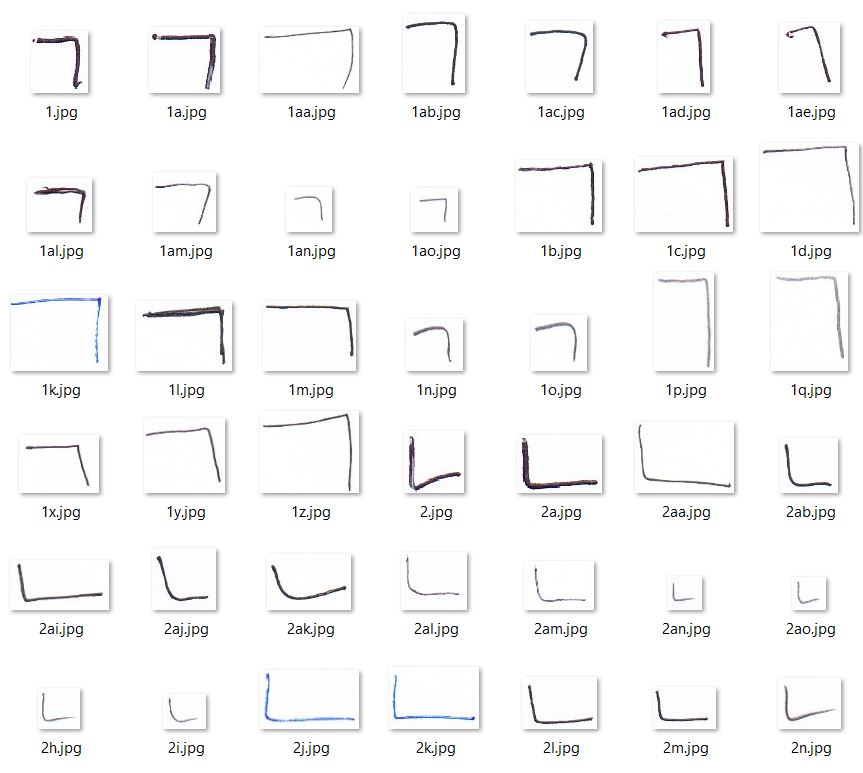 ㄱ ㄱ ㄱ ㄱ ㄱ ㄱ ㄱ
1.jpg 1a.jpg 1aa.jpg 1ab.jpg 1ac.jpg 1ad.jpg 1ae.jpg
ㄱ ㄱ ㄱ ㄱ ㄱ ㄱ ㄱ
1al.jpg 1am.jpg 1an.jpg 1ao.jpg 1b.jpg 1c.jpg 1d.jpg
ㄱ ㄱ ㄱ ㄱ ㄱ ㄱ ㄱ
1k.jpg 1l.jpg 1m.jpg 1n.jpg 1o.jpg 1p.jpg 1q.jpg
ㄱ ㄱ ㄱ ㄴ ㄴ ㄴ ㄴ
1x.jpg 1y.jpg 1z.jpg 2.jpg 2a.jpg 2aa.jpg 2ab.jpg
ㄴ ㄴ ㄴ ㄴ ㄴ ㄴ ㄴ
2ai.jpg 2aj.jpg 2ak.jpg 2al.jpg 2am.jpg 2an.jpg 2ao.jpg
ㄴ ㄴ ㄴ ㄴ ㄴ ㄴ ㄴ
2h.jpg 2i.jpg 2j.jpg 2k.jpg 2l.jpg 2m.jpg 2n.jpg